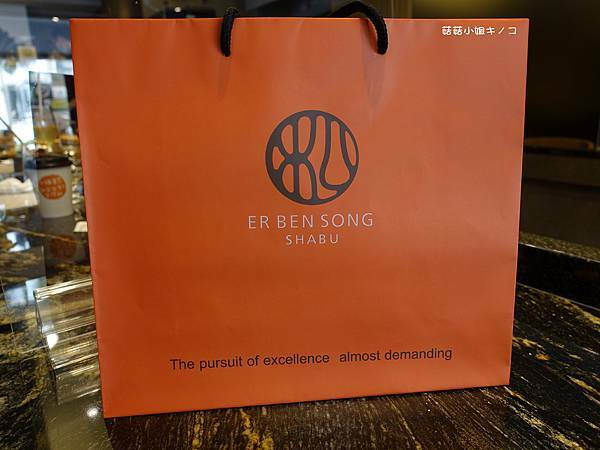 菇菇小姐キノコ
ER BEN SONG
SHABU
The pursuit of excellence almost demanding